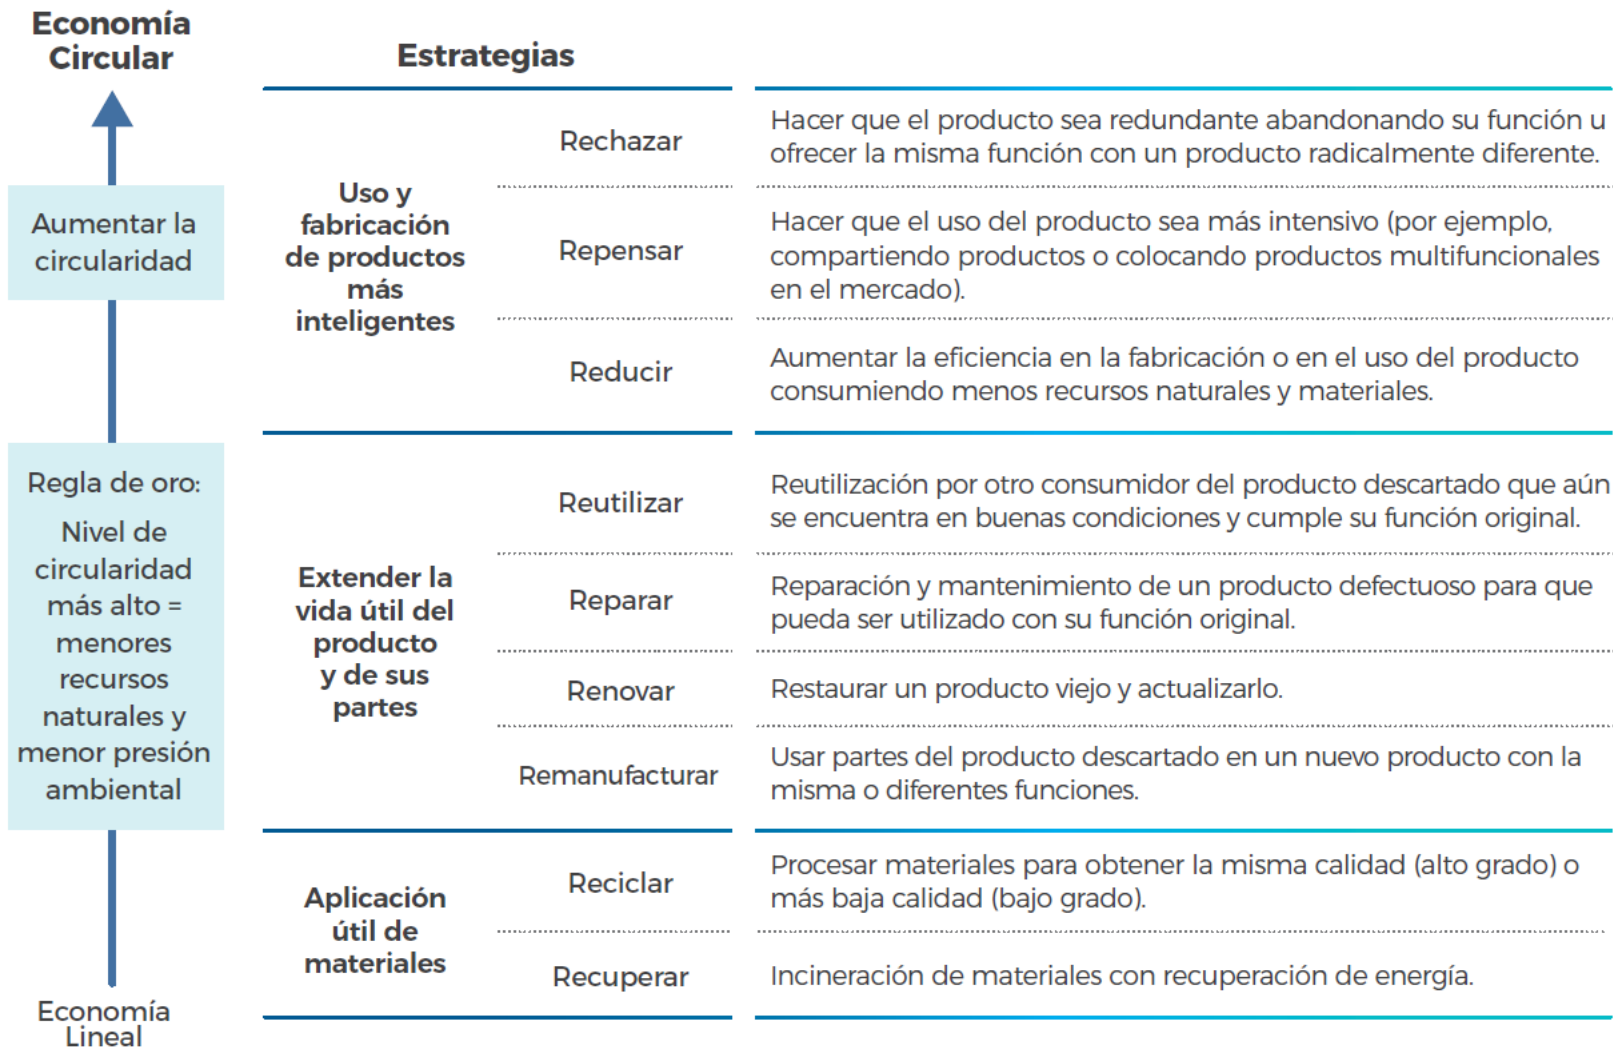 Economía
Circular
Estrategias
Aumentar la
circularidad
Regla de oro:
Nivel de
circularidad
más alto =
menores
recursos
naturales y
menor presión
ambiental
Economía
Lineal
Uso y
fabricación
de productos
más
inteligentes
Rechazar
Hacer que el producto sea redundante abandonando su función u
ofrecer la misma función con un producto radicalmente diferente.
Repensar
Hacer que el uso del producto sea más intensivo (por ejemplo,
compartiendo productos o colocando productos multifuncionales
en el mercado).
Reducir
Aumentar la eficiencia en la fabricación o en el uso del producto
consumiendo menos recursos naturales y materiales.
Extender la
vida útil del
producto
y de sus
partes
Reutilizar
Reutilización por otro consumidor del producto descartado que aún
se encuentra en buenas condiciones y cumple su función original.
Reparar
Reparación y mantenimiento de un producto defectuoso para que
pueda ser utilizado con su función original.
Renovar
Restaurar un producto viejo y actualizarlo.
Remanufacturar
Usar partes del producto descartado en un nuevo producto con la
misma o diferentes funciones.
Aplicación
útil de
materiales
Reciclar
Procesar materiales para obtener la misma calidad (alto grado) o
más baja calidad (bajo grado).
Recuperar
Incineración de materiales con recuperación de energía.